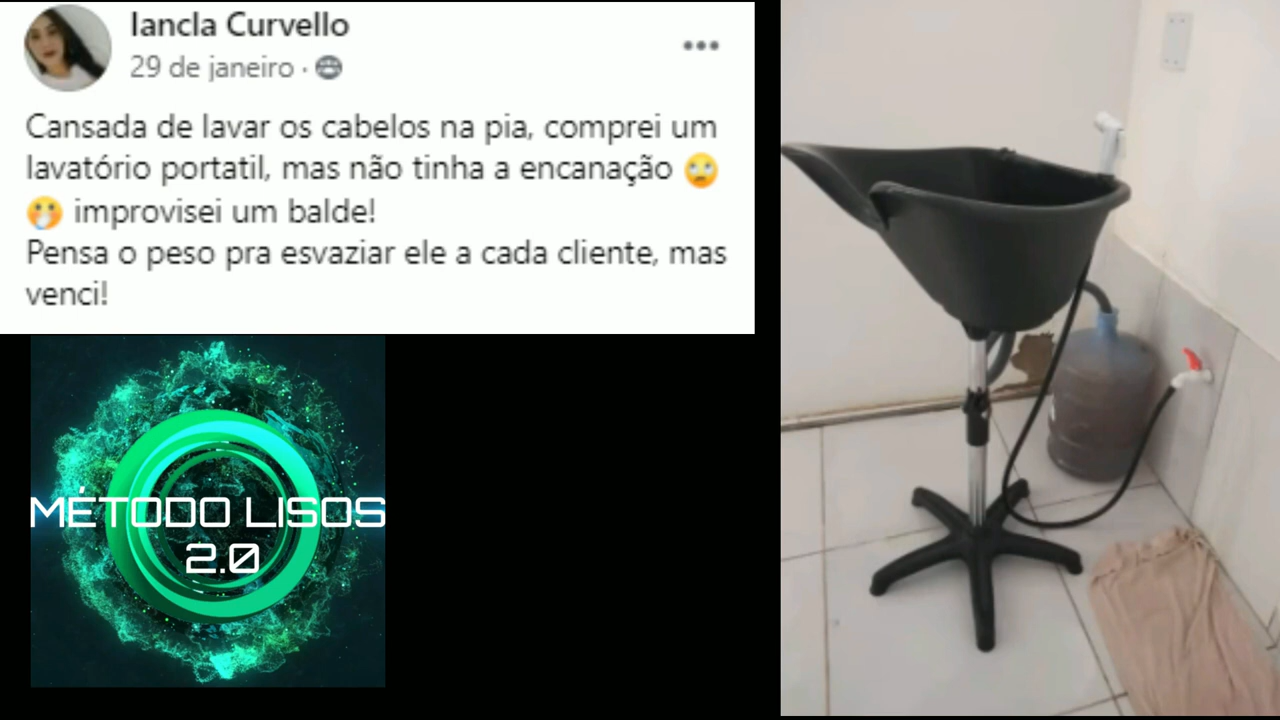 Iancla Curvello
29 de janeiro ·
Cansada de lavar os cabelos na pia, comprei um
lavatório portatil, mas não tinha a encanação 🙄
🤭 improvisei um balde!
Pensa o peso pra esvaziar ele a cada cliente, mas
venci!
MÉTODO LISOS
2.0